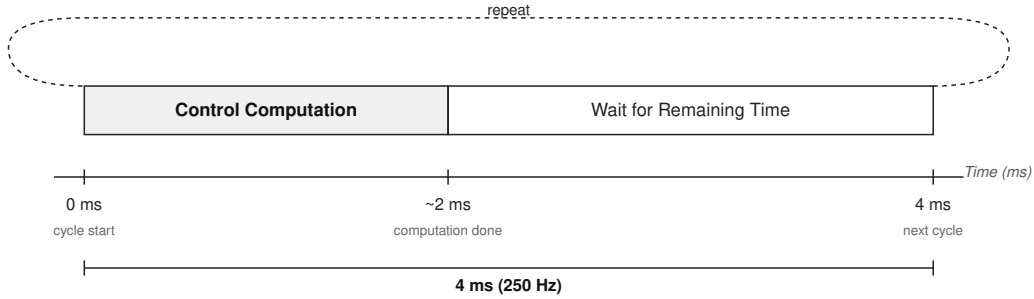 repeat
Control Computation
Wait for Remaining Time
Time (ms)
0 ms
~2 ms
4 ms
cycle start
computation done
next cycle
4 ms (250 Hz)